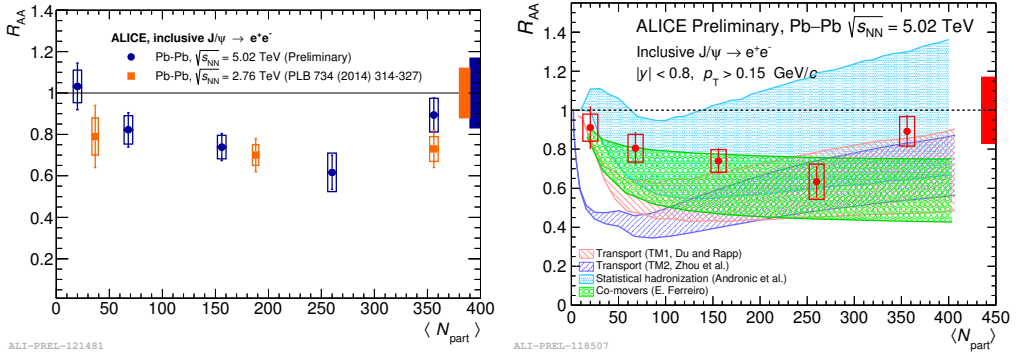 R_AA
ALICE, inclusive J/ψ → e⁺e⁻
Pb-Pb, √s_NN = 5.02 TeV (Preliminary)
Pb-Pb, √s_NN = 2.76 TeV (PLB 734 (2014) 314-327)
1.4
1.2
1
0.8
0.6
0.4
0.2
0 50 100 150 200 250 300 350 400
⟨ N_part ⟩
ALI-PREL-121481
R_AA
ALICE Preliminary, Pb–Pb √s_NN = 5.02 TeV
Inclusive J/ψ → e⁺e⁻
|y| < 0.8, p_T > 0.15 GeV/c
1.4
1.2
1
0.8
0.6
0.4
0.2
0
Transport (TM1, Du and Rapp)
Transport (TM2, Zhou et al.)
Statistical hadronization (Andronic et al.)
Co-movers (E. Ferreiro)
0 50 100 150 200 250 300 350 400 450
⟨ N_part ⟩
ALI-PREL-118507